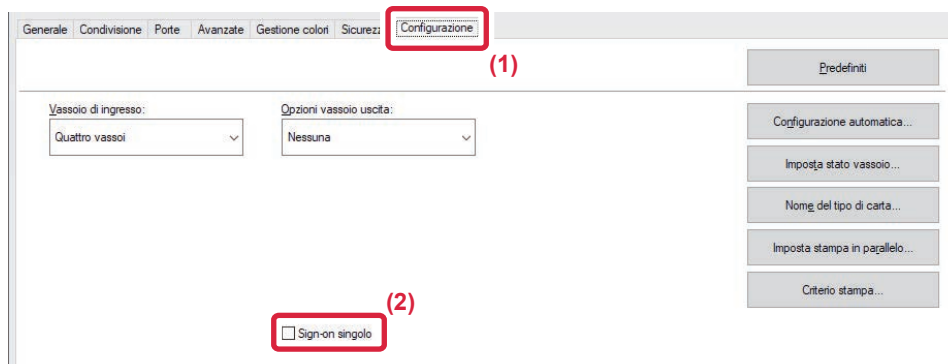 Generale Condivisione Porte Avanzate Gestione colori Sicurezz Configurazione
(1)
Predefiniti
Vassoio di ingresso: Opzioni vassoio uscita:
Quattro vassoi Nessuna
Configurazione automatica...
Imposta stato vassoio...
Nome del tipo di carta...
Imposta stampa in parallelo...
Criterio stampa...
(2)
Sign-on singolo